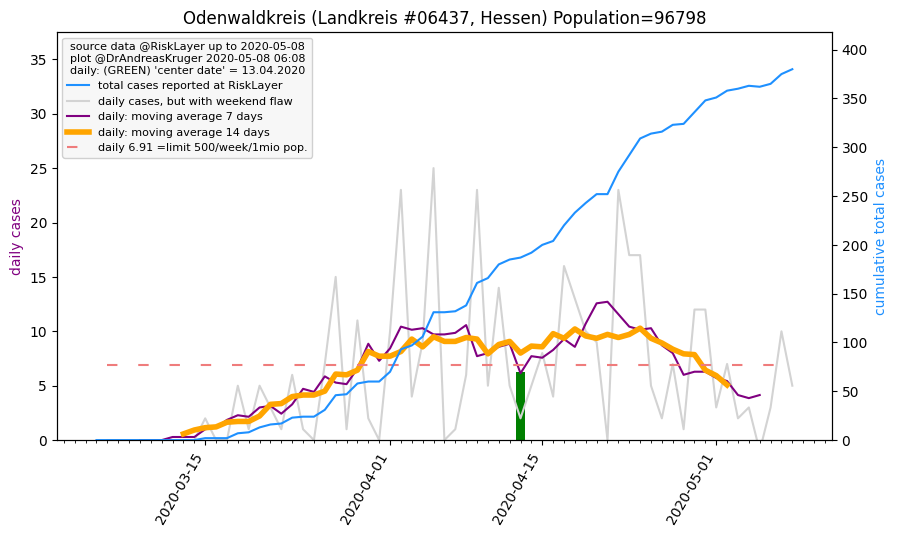 Odenwaldkreis (Landkreis #06437, Hessen) Population=96798
source data @RiskLayer up to 2020-05-08
plot @DrAndreasKruger 2020-05-08 06:08
daily: (GREEN) 'center date' = 13.04.2020
total cases reported at RiskLayer
daily cases, but with weekend flaw
daily: moving average 7 days
daily: moving average 14 days
daily 6.91 =limit 500/week/1mio pop.
daily cases
35
30
25
20
15
10
5
0
400
350
300
250
200
150
100
50
0
cumulative total cases
2020-03-15
2020-04-01
2020-04-15
2020-05-01